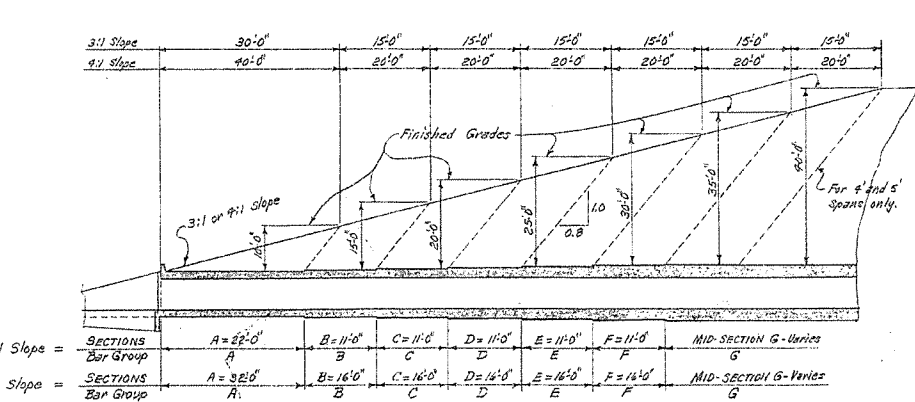 3:1 Slope 30'-0" 15'-0" 15'-0" 15'-0" 15'-0" 15'-0" 15'-0"
4:1 Slope 40'-0" 20'-0" 20'-0" 20'-0" 20'-0" 20'-0" 20'-0"
Finished Grades
3:1 or 4:1 Slope
10'-0"
15'-0"
20'-0"
25'-0"
30'-0"
35'-0"
40'-0"
1.0
0.8
For 4' and 5'
Spans only.
1 Slope = SECTIONS A = 22'-0" B = 11'-0" C = 11'-0" D = 11'-0" E = 11'-0" F = 11'-0" MID-SECTION G-Varies
Bar Group A B C D E F G
Slope = SECTIONS A = 32'-0" B = 16'-0" C = 16'-0" D = 16'-0" E = 16'-0" F = 16'-0" MID-SECTION G-Varies
Bar Group A B C D E F G